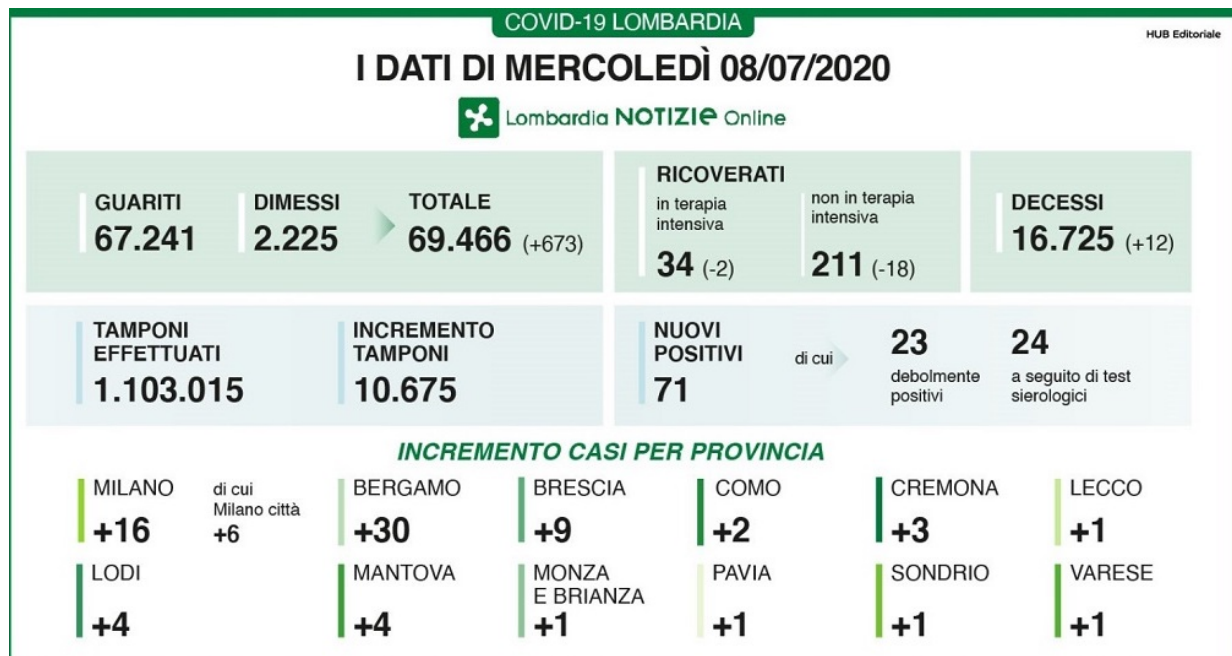 COVID-19 LOMBARDIA
HUB Editoriale
I DATI DI MERCOLEDÌ 08/07/2020
Lombardia NOTIZIe Online
GUARITI
67.241
DIMESSI
2.225
TOTALE
69.466 (+673)
RICOVERATI
in terapia
intensiva
34 (-2)
non in terapia
intensiva
211 (-18)
DECESSI
16.725 (+12)
TAMPONI
EFFETTUATI
1.103.015
INCREMENTO
TAMPONI
10.675
NUOVI
POSITIVI
71
di cui
23
debolmente
positivi
24
a seguito di test
sierologici
INCREMENTO CASI PER PROVINCIA
MILANO
+16
di cui
Milano città
+6
BERGAMO
+30
BRESCIA
+9
COMO
+2
CREMONA
+3
LECCO
+1
LODI
+4
MANTOVA
+4
MONZA
E BRIANZA
+1
PAVIA
+1
SONDRIO
+1
VARESE
+1